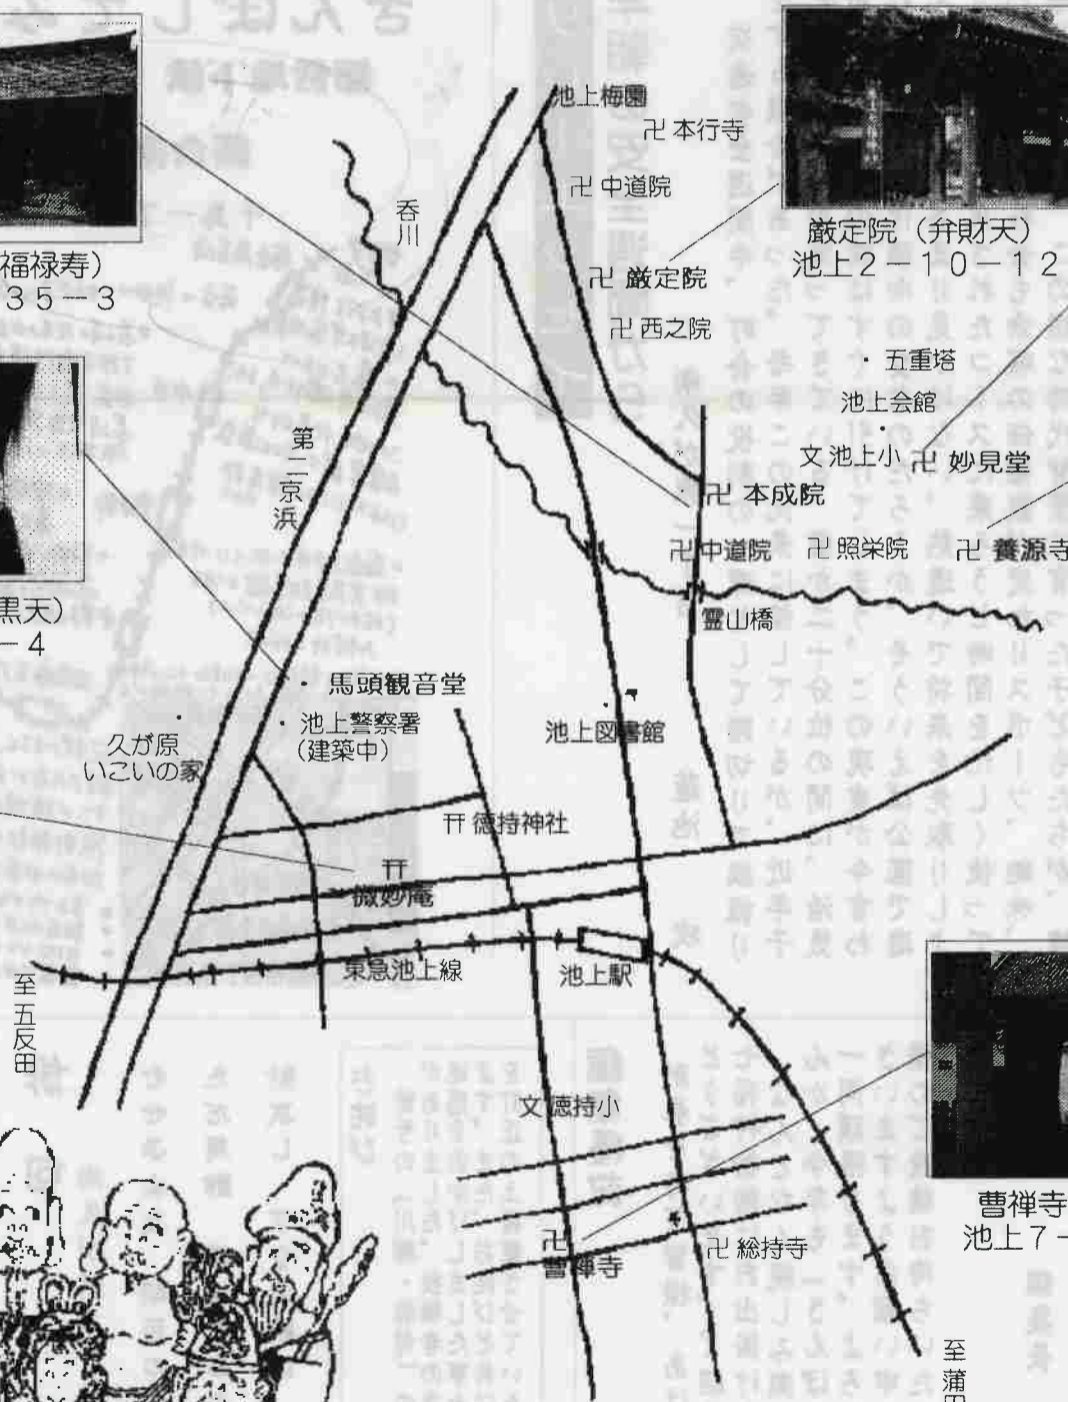 池上梅園
卍 本行寺
卍 中道院
呑川
厳定院（弁財天）
池上2－10－12
福禄寿）
35－3
卍 厳定院
卍 西之院
・五重塔
池上会館
文 池上小
卍 妙見堂
第二京浜
卍 本成院
卍 中道院
卍 照栄院
卍 養源寺
黒天）
－4
霊山橋
・馬頭観音堂
・池上警察署
（建築中）
池上図書館
久が原
いこいの家
徳持神社
微妙庵
東急池上線
池上駅
至五反田
文 徳持小
曹禅寺
池上7－
卍
曹禅寺
卍 総持寺
至蒲田